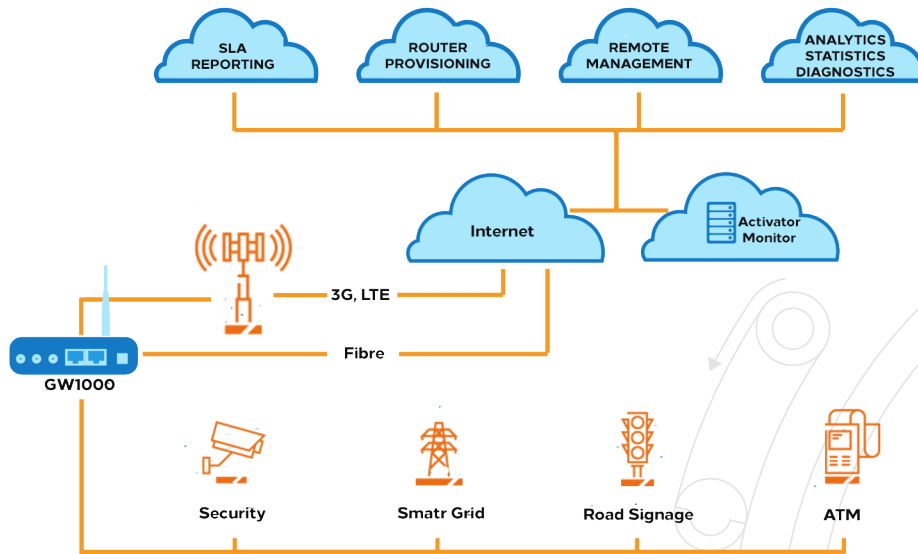 SLA
REPORTING
ROUTER
PROVISIONING
REMOTE
MANAGEMENT
ANALYTICS
STATISTICS
DIAGNOSTICS
Internet
Activator
Monitor
3G, LTE
Fibre
GW1000
Security
Smatr Grid
Road Signage
ATM